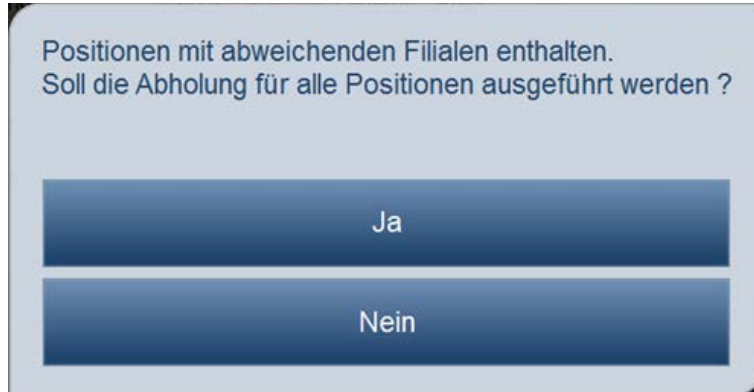 Positionen mit abweichenden Filialen enthalten.
Soll die Abholung für alle Positionen ausgeführt werden ?
Ja
Nein